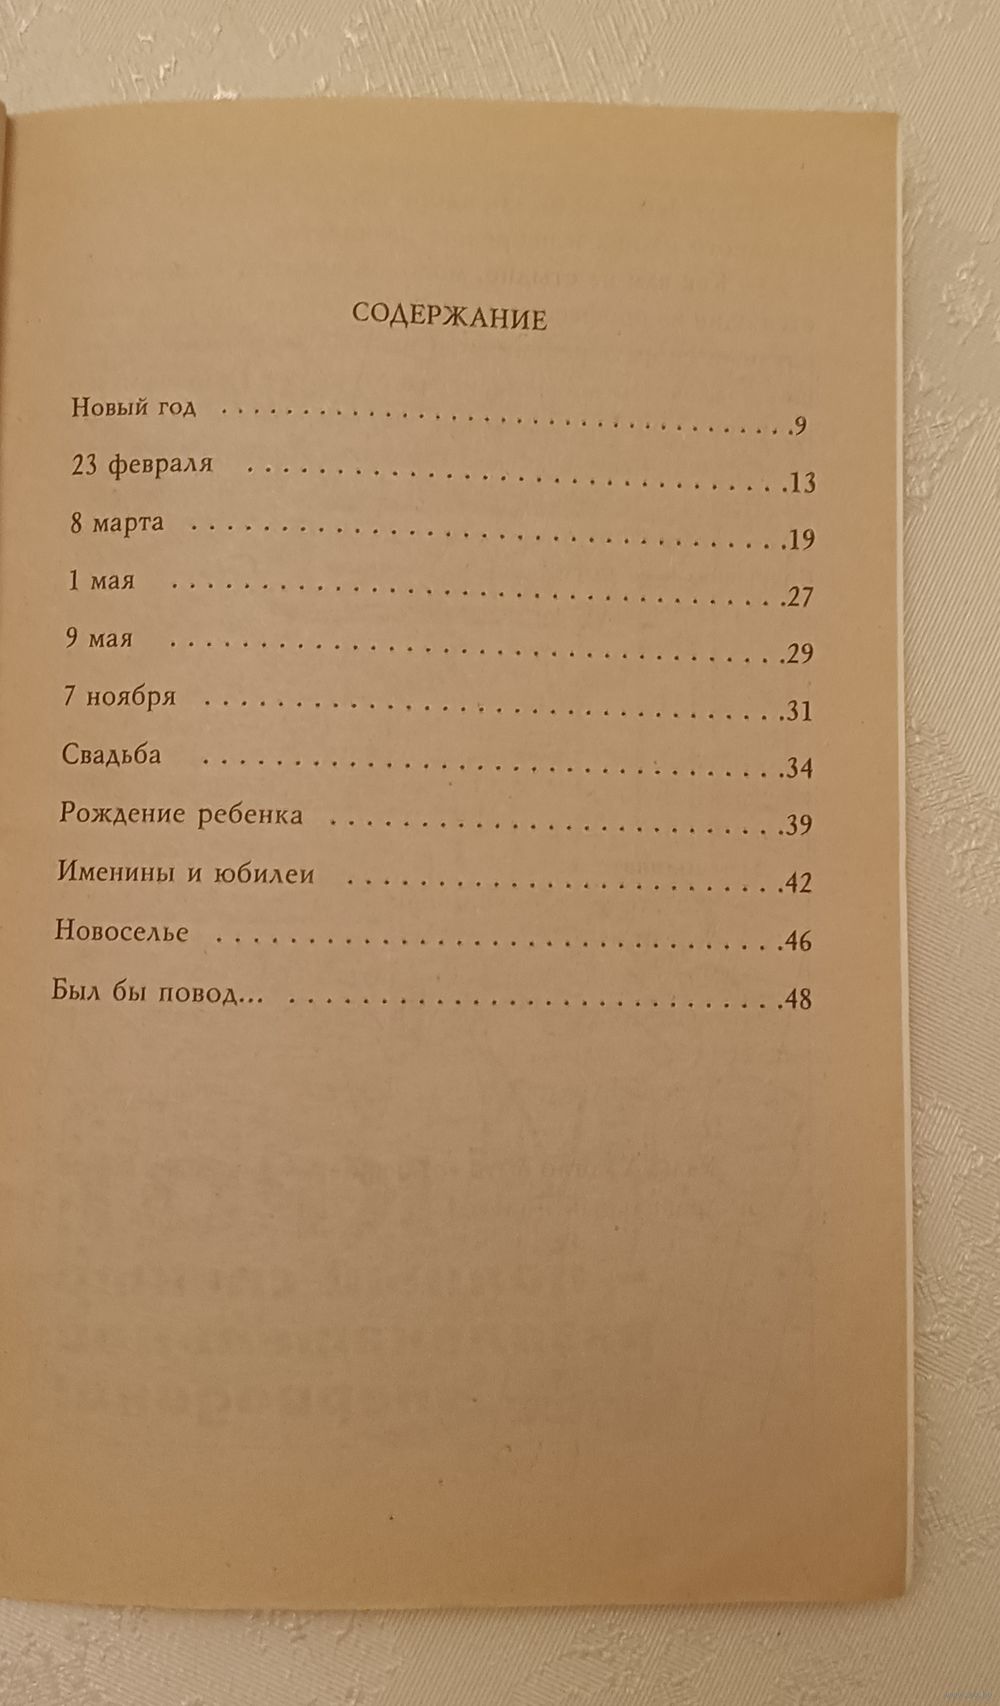 СОДЕРЖАНИЕ
Новый год . . . . . . . . . . . . . . . . . . . . . . . . . . . . . . . .9
23 февраля . . . . . . . . . . . . . . . . . . . . . . . . . . . . . .13
8 марта . . . . . . . . . . . . . . . . . . . . . . . . . . . . . . . . .19
1 мая . . . . . . . . . . . . . . . . . . . . . . . . . . . . . . . . . .27
9 мая . . . . . . . . . . . . . . . . . . . . . . . . . . . . . . . . . .29
7 ноября . . . . . . . . . . . . . . . . . . . . . . . . . . . . . . . .31
Свадьба . . . . . . . . . . . . . . . . . . . . . . . . . . . . . . . .34
Рождение ребенка . . . . . . . . . . . . . . . . . . . . . . . . .39
Именины и юбилеи . . . . . . . . . . . . . . . . . . . . . . . .42
Новоселье . . . . . . . . . . . . . . . . . . . . . . . . . . . . . . .46
Был бы повод... . . . . . . . . . . . . . . . . . . . . . . . . . . .48